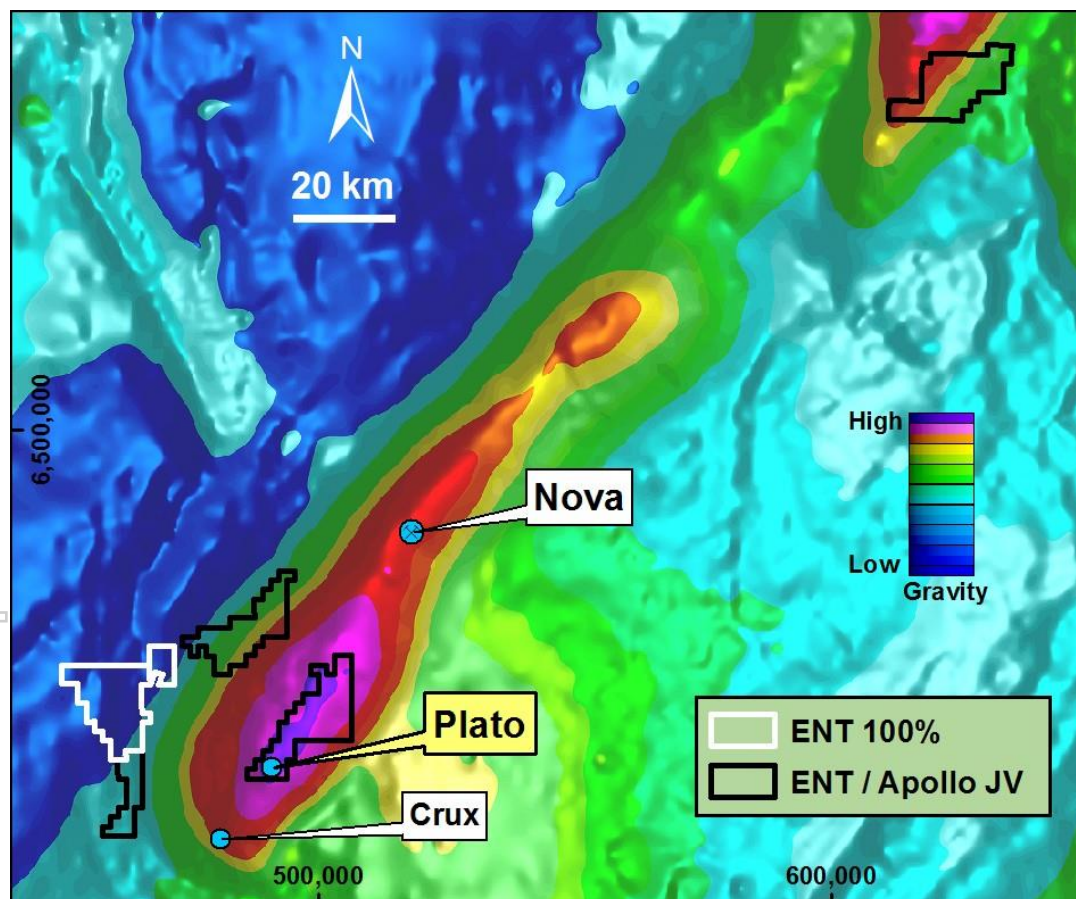 N
20 km
6,500,000
High
Low
Gravity
Nova
Plato
Crux
ENT 100%
ENT / Apollo JV
500,000
600,000